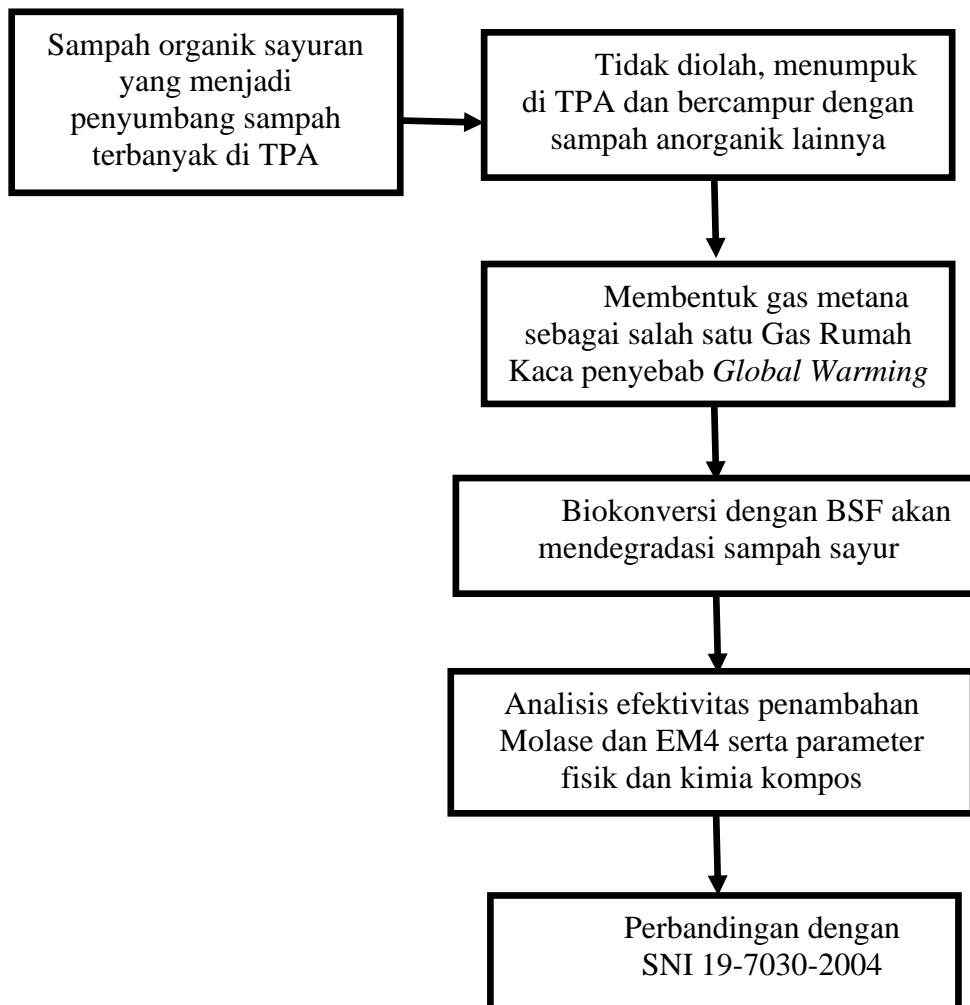 Sampah organik sayuran
yang menjadi
penyumbang sampah
terbanyak di TPA
Tidak diolah, menumpuk
di TPA dan bercampur dengan
sampah anorganik lainnya
Membentuk gas metana
sebagai salah satu Gas Rumah
Kaca penyebab Global Warming
Biokonversi dengan BSF akan
mendegradasi sampah sayur
Analisis efektivitas penambahan
Molase dan EM4 serta parameter
fisik dan kimia kompos
Perbandingan dengan
SNI 19-7030-2004